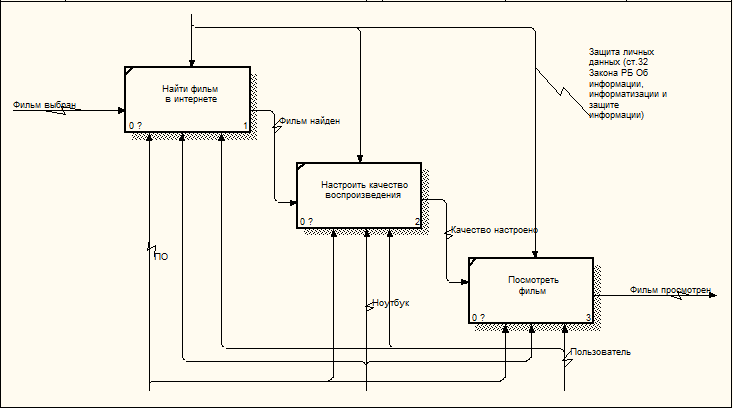 Защита личных
данных (ст.32
Закона РБ Об
информации,
информатизации и
защите
информации)
Найти фильм
в интернете
0 ?
1
Фильм выбран
Фильм найден
Настроить качество
воспроизведения
0 ?
2
Качество настроено
ПО
Посмотреть
фильм
0 ?
3
Фильм просмотрен
Ноутбук
Пользователь